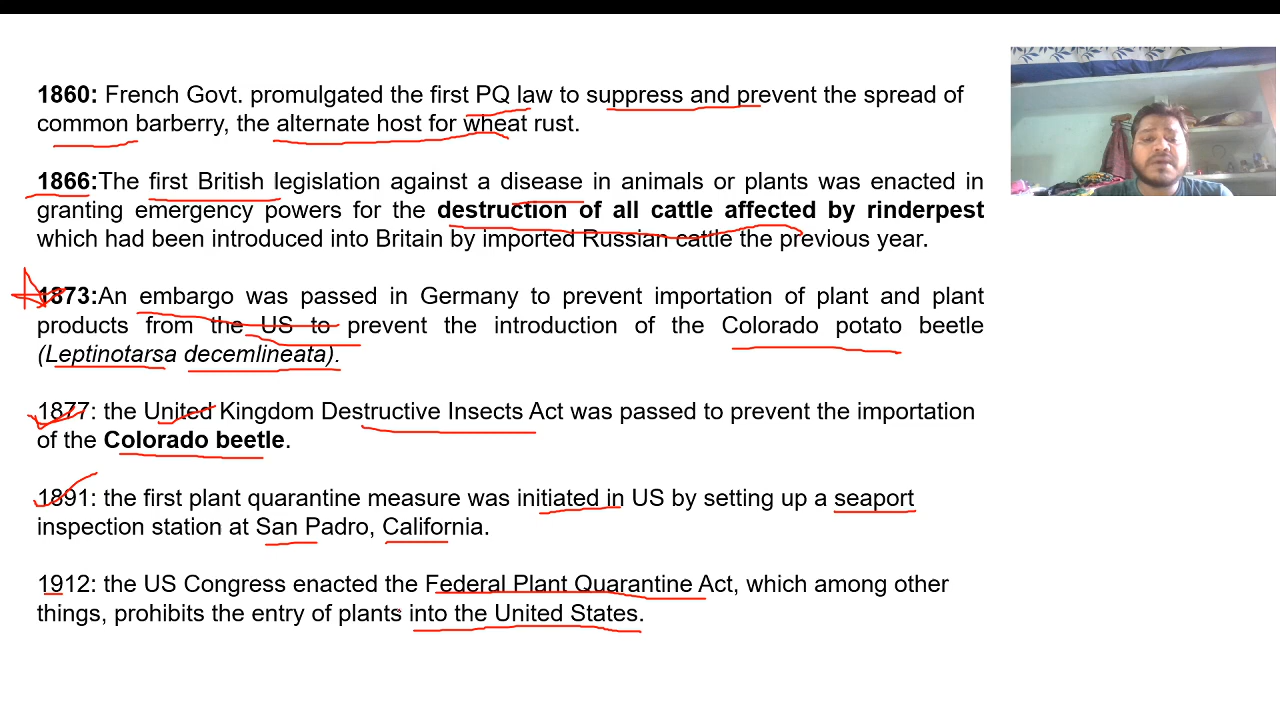 1860: French Govt. promulgated the first PQ law to suppress and prevent the spread of
common barberry, the alternate host for wheat rust.
1866:The first British legislation against a disease in animals or plants was enacted in
granting emergency powers for the destruction of all cattle affected by rinderpest
which had been introduced into Britain by imported Russian cattle the previous year.
1873:An embargo was passed in Germany to prevent importation of plant and plant
products from the US to prevent the introduction of the Colorado potato beetle
(Leptinotarsa decemlineata).
1877: the United Kingdom Destructive Insects Act was passed to prevent the importation
of the Colorado beetle.
1891: the first plant quarantine measure was initiated in US by setting up a seaport
inspection station at San Padro, California.
1912: the US Congress enacted the Federal Plant Quarantine Act, which among other
things, prohibits the entry of plants into the United States.